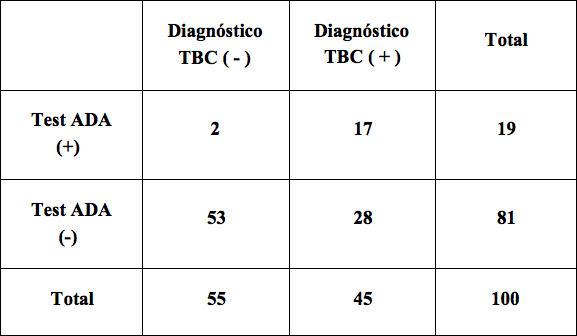 Diagnóstico Diagnóstico Total
TBC ( - ) TBC ( + )
Test ADA 2 17 19
(+)
Test ADA 53 28 81
(-)
Total 55 45 100